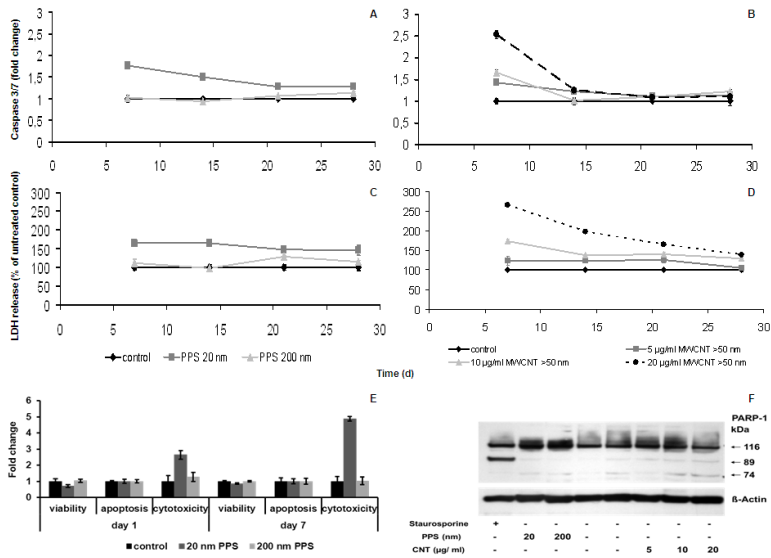 A
B
Caspase 3/7 (fold change)
3
2,5
2
1,5
1
0,5
0
0 5 10 15 20 25 30
3
2,5
2
1,5
1
0,5
0
0 5 10 15 20 25 30
C
D
LDH release (% of untreated control)
300
250
200
150
100
50
0
0 5 10 15 20 25 30
control PPS 20 nm PPS 200 nm
300
250
200
150
100
50
0
0 5 10 15 20 25 30
control 5 µg/ml MWCNT >50 nm
10 µg/ml MWCNT >50 nm 20 µg/ml MWCNT >50 nm
Time (d)
E
Fold change
6
5
4
3
2
1
0
viability apoptosis cytotoxicity viability apoptosis cytotoxicity
day 1 day 7
control 20 nm PPS 200 nm PPS
F
PARP-1
kDa
←116
←89
←74
ß-Actin
Staurosporine + - - - - - - -
PPS (nm) - 20 200 - - - - -
CNT (µg/ ml) - - - - - 5 10 20